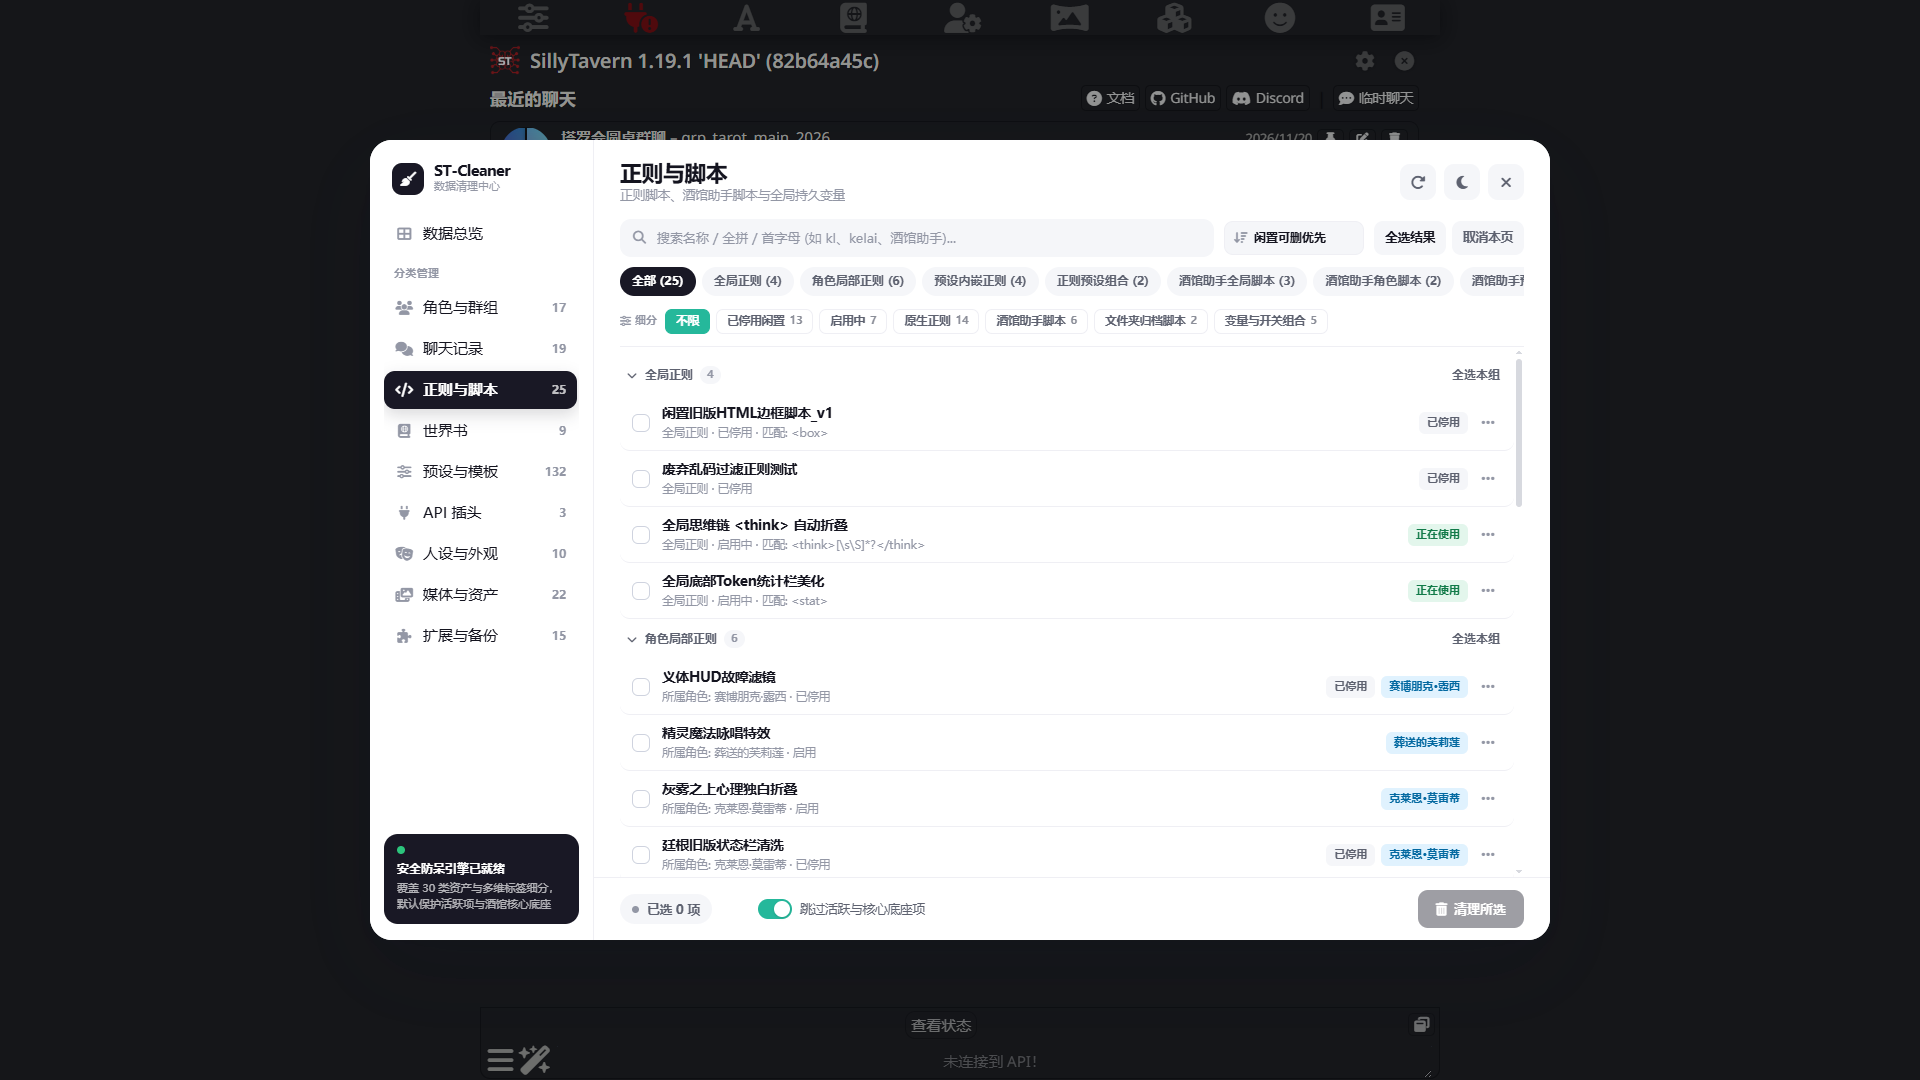 SillyTavern 1.19.1 'HEAD' (82b64a45c)
最近的聊天
文档
GitHub
Discord
临时聊天
塔罗会圆桌群聊 – grp_tarot_main_2026
2026/11/20
ST-Cleaner
数据清理中心
数据总览
分类管理
角色与群组 17
聊天记录 19
正则与脚本 25
世界书 9
预设与模板 132
API 插头 3
人设与外观 10
媒体与资产 22
扩展与备份 15
安全防呆引擎已就绪
覆盖 30 类资产与多维标签细分，
默认保护活跃项与酒馆核心底座
正则与脚本
正则脚本、酒馆助手脚本与全局持久变量
搜索名称 / 全拼 / 首字母 (如 kl、kelai、酒馆助手)...
闲置可删优先
全选结果
取消本页
全部 (25)
全局正则 (4)
角色局部正则 (6)
预设内嵌正则 (4)
正则预设组合 (2)
酒馆助手全局脚本 (3)
酒馆助手角色脚本 (2)
酒馆助手
细分
不限
已停用闲置 13
启用中 7
原生正则 14
酒馆助手脚本 6
文件夹归档脚本 2
变量与开关组合 5
全局正则 4
全选本组
闲置旧版HTML边框脚本_v1
全局正则 · 已停用 · 匹配: <box>
已停用
废弃乱码过滤正则测试
全局正则 · 已停用
已停用
全局思维链 <think> 自动折叠
全局正则 · 启用中 · 匹配: <think>[\s\S]*?</think>
正在使用
全局底部Token统计栏美化
全局正则 · 启用中 · 匹配: <stat>
正在使用
角色局部正则 6
全选本组
义体HUD故障滤镜
所属角色: 赛博朋克·露西 · 已停用
已停用
赛博朋克·露西
精灵魔法咏唱特效
所属角色: 葬送的芙莉莲 · 启用
葬送的芙莉莲
灰雾之上心理独白折叠
所属角色: 克莱恩·莫雷蒂 · 启用
克莱恩·莫雷蒂
廷根旧版状态栏清洗
所属角色: 克莱恩·莫雷蒂 · 已停用
已停用
克莱恩·莫雷蒂
已选 0 项
跳过活跃与核心底座项
清理所选
查看状态
未连接到 API!